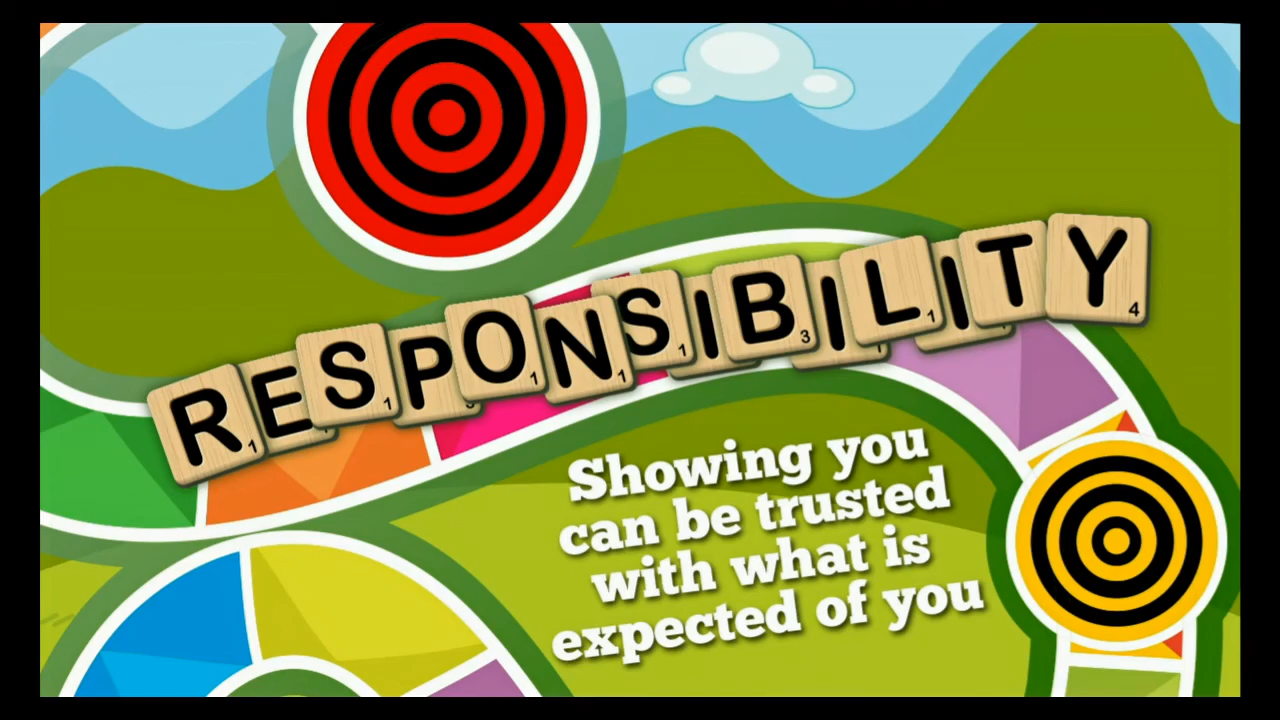 RESPONSIBILITY
Showing you
can be trusted
with what is
expected of you